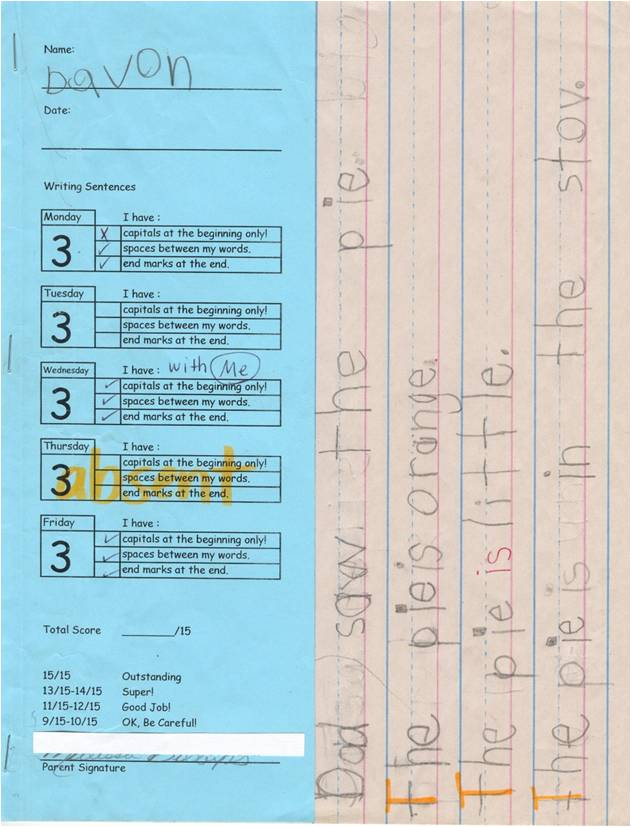 Name:
Davon
Date:
Writing Sentences
Monday I have :
3 X capitals at the beginning only!
✓ spaces between my words.
✓ end marks at the end.
Tuesday I have :
3 capitals at the beginning only!
spaces between my words.
end marks at the end.
Wednesday I have : with Me
3 ✓ capitals at the beginning only!
✓ spaces between my words.
✓ end marks at the end.
Thursday I have :
3 capitals at the beginning only!
spaces between my words.
end marks at the end.
absent
Friday I have :
3 ✓ capitals at the beginning only!
✓ spaces between my words.
✓ end marks at the end.
Total Score ______/15
15/15 Outstanding
13/15-14/15 Super!
11/15-12/15 Good Job!
9/15-10/15 OK, Be Careful!
Parent Signature
Dad saw the pie.
The pie is orange.
The pie is little.
The pie is in the stov.